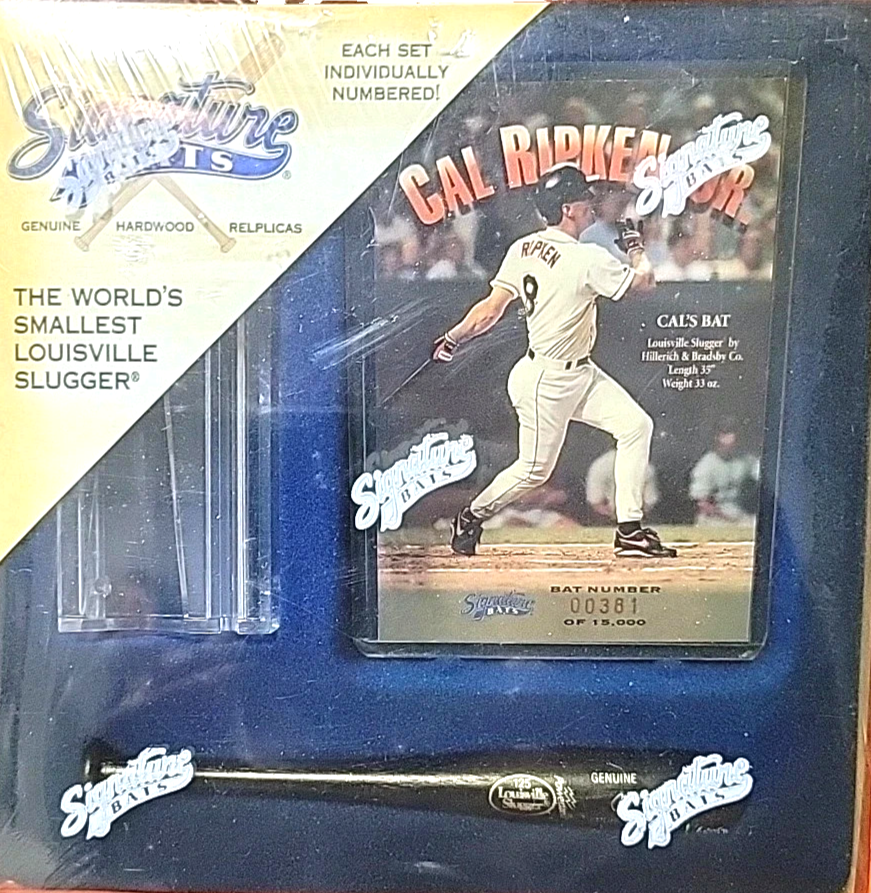 EACH SET
INDIVIDUALLY
NUMBERED!
Signature
BATS®
GENUINE HARDWOOD RELPLICAS
THE WORLD'S
SMALLEST
LOUISVILLE
SLUGGER®
CAL RIPKEN JR.
Signature
BATS
RIPKEN
8
CAL'S BAT
Louisville Slugger by
Hillerich & Bradsby Co.
Length 35"
Weight 33 oz.
Signature
BATS
Signature
BATS
BAT NUMBER
00381
OF 15,000
Signature
BATS
125
Louisville
Slugger
GENUINE
Signature
BATS